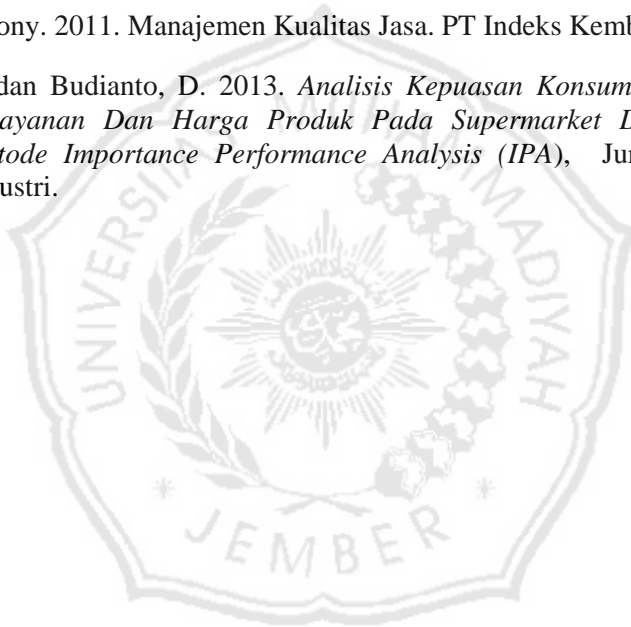 ony. 2011. Manajemen Kualitas Jasa. PT Indeks Kemb
dan Budianto, D. 2013. Analisis Kepuasan Konsum
ayanan Dan Harga Produk Pada Supermarket D
tode Importance Performance Analysis (IPA), Jur
ustri.
UNIVERSITAS MUHAMMADIYAH
JEMBER